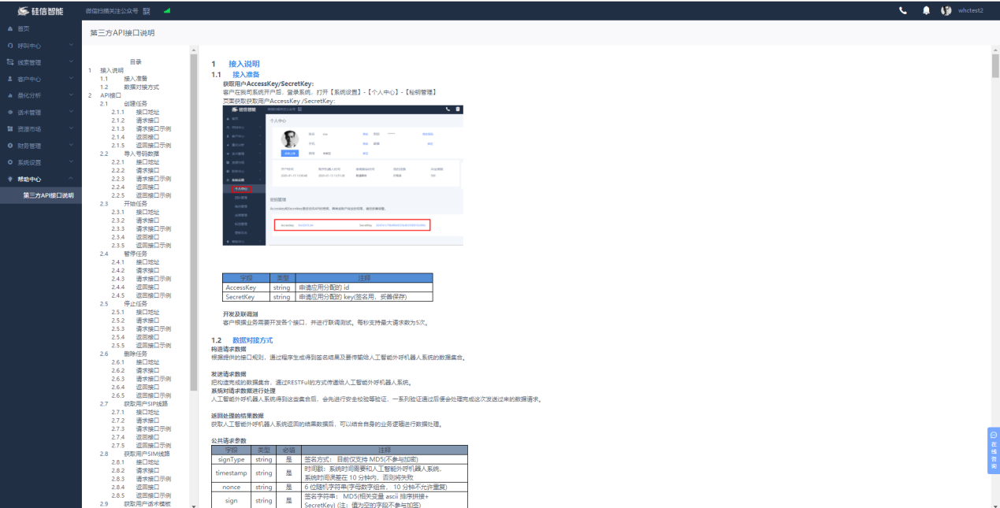 硅信智能
微信扫描关注公众号
whctest2
首页
呼叫中心
线索管理
客户中心
量化分析
话术管理
资源市场
财务管理
系统设置
帮助中心
第三方API接口说明
第三方API接口说明
目录
1 接入说明
1.1 接入准备
1.2 数据对接方式
2 API接口
2.1 创建任务
2.1.1 接口地址
2.1.2 请求接口
2.1.3 请求接口示例
2.1.4 返回接口
2.1.5 返回接口示例
2.2 导入号码数据
2.2.1 接口地址
2.2.2 请求接口
2.2.3 请求接口示例
2.2.4 返回接口
2.2.5 返回接口示例
2.3 开始任务
2.3.1 接口地址
2.3.2 请求接口
2.3.3 请求接口示例
2.3.4 返回接口
2.3.5 返回接口示例
2.4 暂停任务
2.4.1 接口地址
2.4.2 请求接口
2.4.3 请求接口示例
2.4.4 返回接口
2.4.5 返回接口示例
2.5 停止任务
2.5.1 接口地址
2.5.2 请求接口
2.5.3 请求接口示例
2.5.4 返回接口
2.5.5 返回接口示例
2.6 删除任务
2.6.1 接口地址
2.6.2 请求接口
2.6.3 请求接口示例
2.6.4 返回接口
2.6.5 返回接口示例
2.7 获取用户SIP线路
2.7.1 接口地址
2.7.2 请求接口
2.7.3 请求接口示例
2.7.4 返回接口
2.7.5 返回接口示例
2.8 获取用户SIM线路
2.8.1 接口地址
2.8.2 请求接口
2.8.3 请求接口示例
2.8.4 返回接口
2.8.5 返回接口示例
2.9 获取用户话术模板
1 接入说明
1.1 接入准备
获取用户AccessKey/SecretKey:
客户在我司系统开户后，登录系统，打开【系统设置】-【个人中心】-【秘钥管理】
页面获取获取用户AccessKey /SecretKey:
硅信智能
个人中心
个人中心
秘钥管理
AccessKey
SecretKey
字段 类型 注释
AccessKey string 申请应用分配的 id
SecretKey string 申请应用分配的 key(签名用，妥善保存)
开发及联调测
客户根据业务需要开发各个接口，并进行联调测试。每秒支持最大请求数为5次。
1.2 数据对接方式
构造请求数据
根据提供的接口规则，通过程序生成得到签名结果及要传输给人工智能外呼机器人系统的数据集合。
发送请求数据
把构造完成的数据集合，通过RESTFul的方式传递给人工智能外呼机器人系统。
系统对请求数据进行处理
人工智能外呼机器人系统得到这些集合后，会先进行安全校验等验证，一系列验证通过后便会处理完成这次发送过来的数据请求。
返回处理的结果数据
获取人工智能外呼机器人系统返回的结果数据后，可以结合自身的业务逻辑进行数据处理。
公共请求参数
字段 类型 必填 注释
signType string 是 签名方式： 目前仅支持 MD5(不参与加密)
timestamp string 是 时间戳：系统时间需要和人工智能外呼机器人系统、
系统时间误差在 10 分钟内，否则将失败
nonce string 是 6 位随机字符串(字母数字组合， 10 分钟不允许重复)
sign string 是 签名字符串： MD5(相关变量 ascii 排序拼接+
SecretKey) (注：值为空的字段不参与加签)
在线咨询